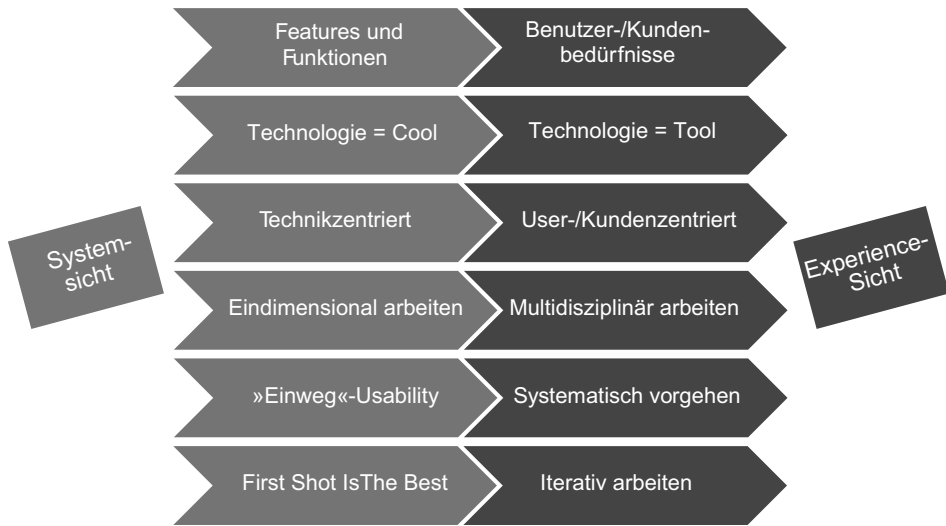 Features und
Funktionen
Benutzer-/Kunden-
bedürfnisse
Technologie = Cool
Technologie = Tool
System-
sicht
Technikzentriert
User-/Kundenzentriert
Experience-
Sicht
Eindimensional arbeiten
Multidisziplinär arbeiten
»Einweg«-Usability
Systematisch vorgehen
First Shot IsThe Best
Iterativ arbeiten